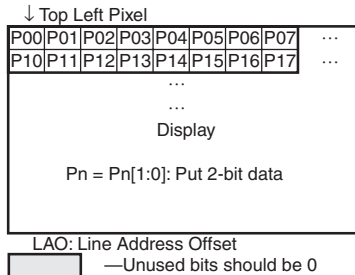 ↓ Top Left Pixel
P00 P01 P02 P03 P04 P05 P06 P07 ...
P10 P11 P12 P13 P14 P15 P16 P17 ...
...
...
Display
Pn = Pn[1:0]: Put 2-bit data
LAO: Line Address Offset
—Unused bits should be 0